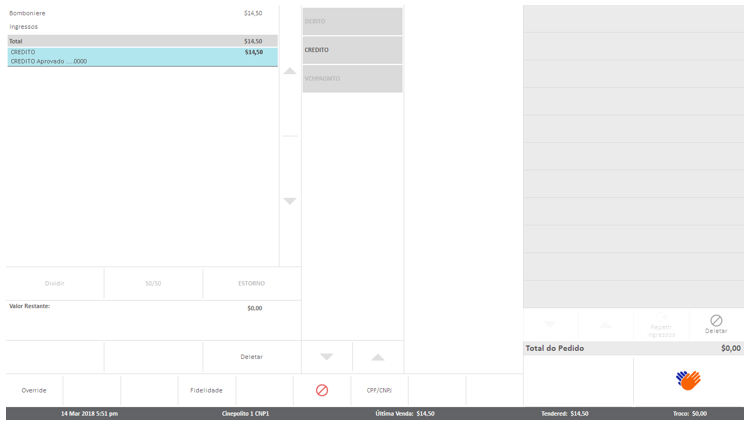 Bomboniere $14,50
Ingressos
Total $14,50
CREDITO $14,50
CREDITO Aprovado .....0000
DEBITO
CREDITO
Dividir 50/50 ESTORNO
Valor Restante: $0,00
Deletar
Repetir Ingressos
Deletar
Total do Pedido $0,00
Override Fidelidade CPF/CNPJ
14 Mar 2018 5:51 pm Cinepolito 1 CNP1 Última Venda: $14.50 Tendered: $14.50 Troco: $0,00